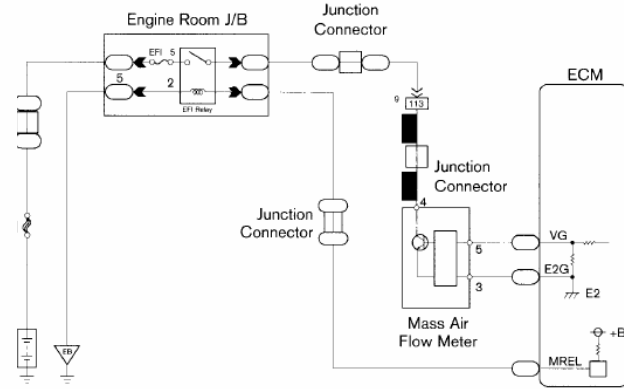 Engine Room J/B
Junction
Connector
ECM
EFI
5
5
2
EFI Relay
9
113
Junction
Connector
Junction
Connector
4
5
3
VG
E2G
E2
Mass Air
Flow Meter
+B
MREL
EB